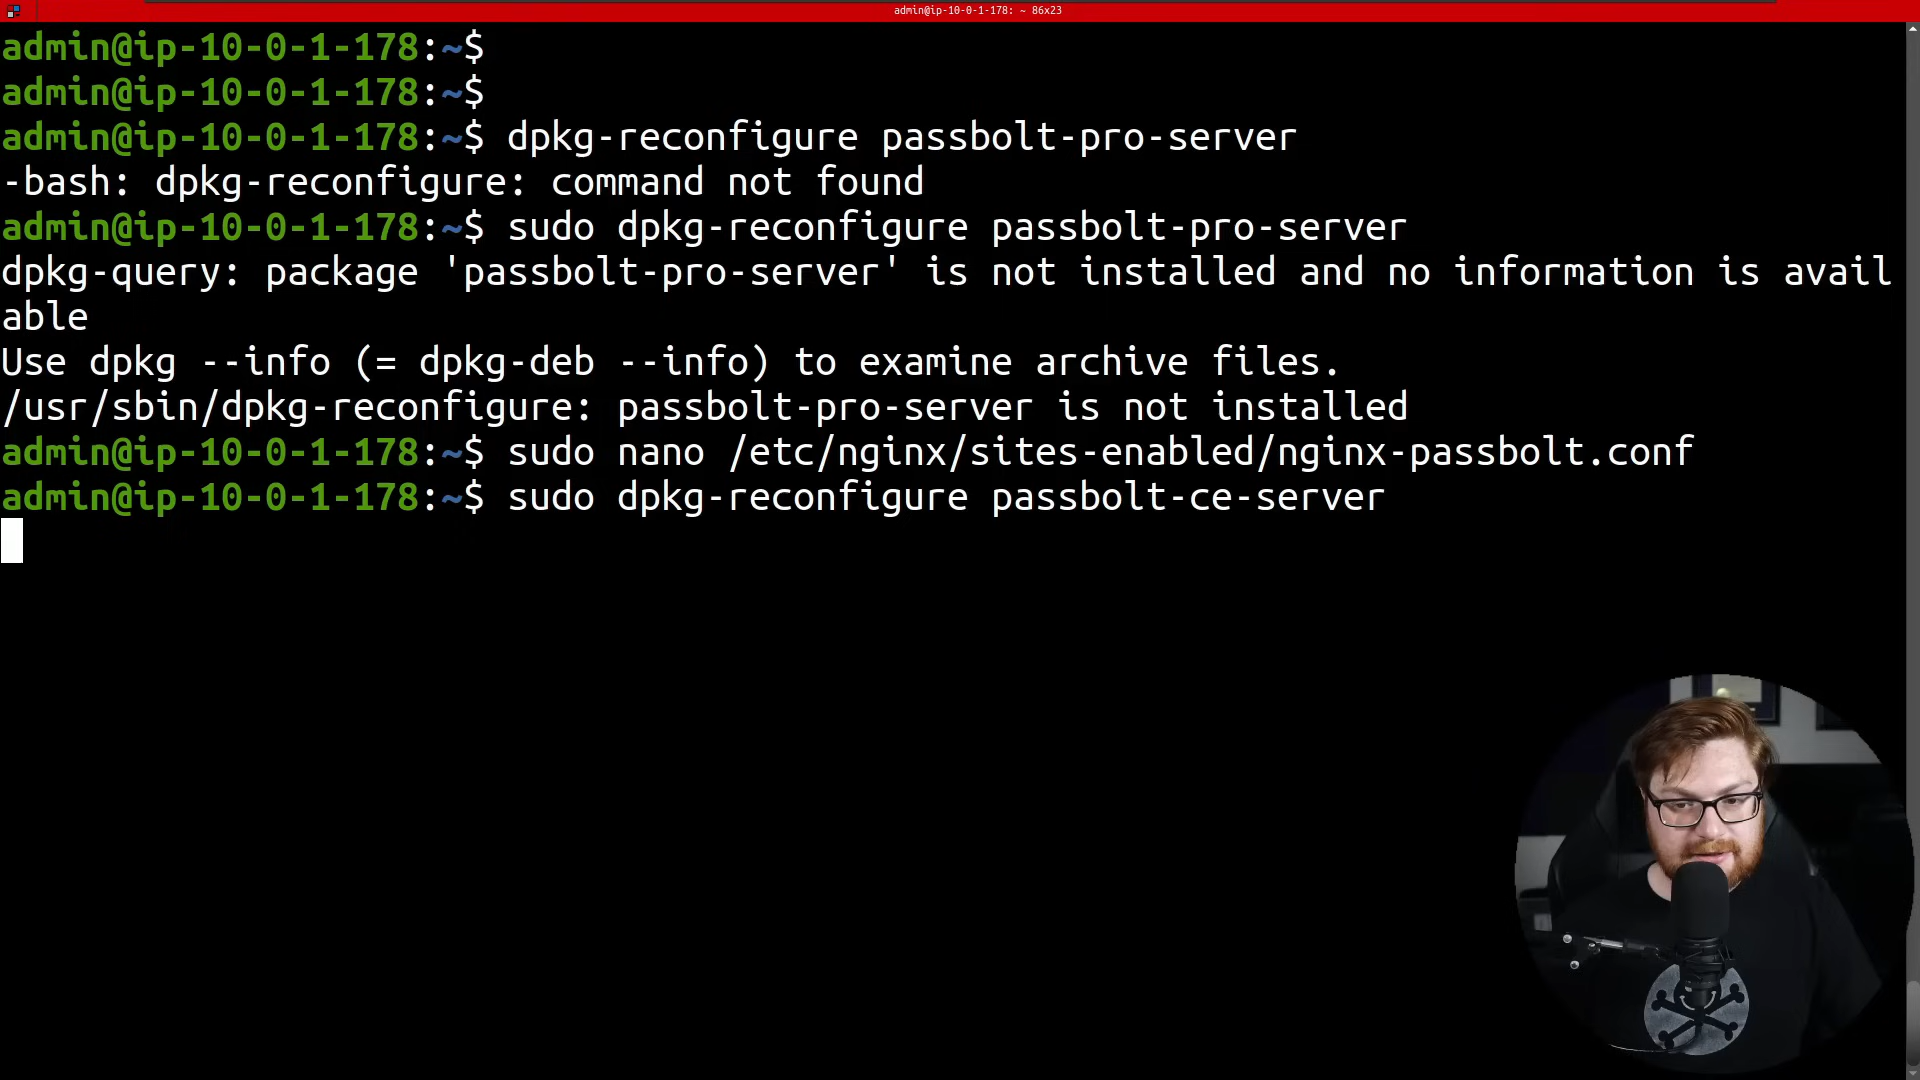 admin@ip-10-0-1-178: ~ 86x23
admin@ip-10-0-1-178:~$
admin@ip-10-0-1-178:~$
admin@ip-10-0-1-178:~$ dpkg-reconfigure passbolt-pro-server
-bash: dpkg-reconfigure: command not found
admin@ip-10-0-1-178:~$ sudo dpkg-reconfigure passbolt-pro-server
dpkg-query: package 'passbolt-pro-server' is not installed and no information is avail
able
Use dpkg --info (= dpkg-deb --info) to examine archive files.
/usr/sbin/dpkg-reconfigure: passbolt-pro-server is not installed
admin@ip-10-0-1-178:~$ sudo nano /etc/nginx/sites-enabled/nginx-passbolt.conf
admin@ip-10-0-1-178:~$ sudo dpkg-reconfigure passbolt-ce-server